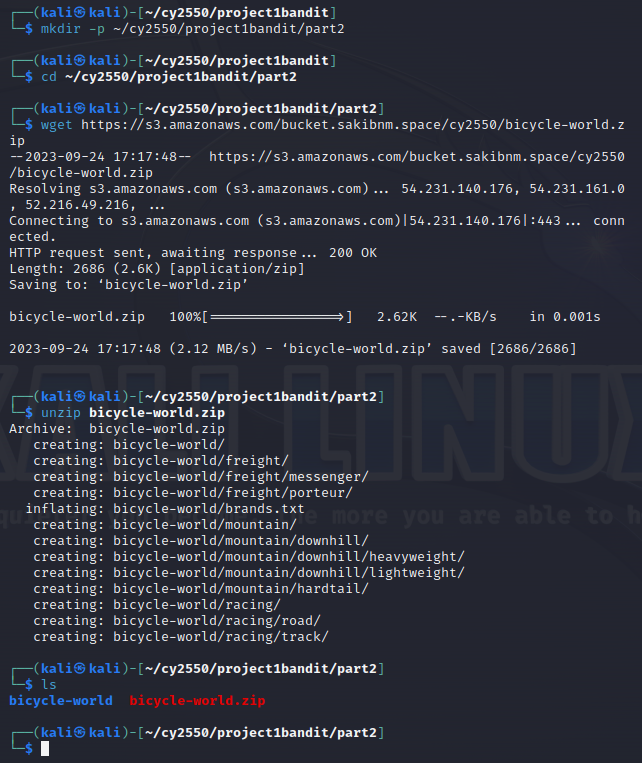 ┌──(kali㉿kali)-[~/cy2550/project1bandit]
└─$ mkdir -p ~/cy2550/project1bandit/part2
┌──(kali㉿kali)-[~/cy2550/project1bandit]
└─$ cd ~/cy2550/project1bandit/part2
┌──(kali㉿kali)-[~/cy2550/project1bandit/part2]
└─$ wget https://s3.amazonaws.com/bucket.sakibnm.space/cy2550/bicycle-world.z
ip
--2023-09-24 17:17:48--  https://s3.amazonaws.com/bucket.sakibnm.space/cy2550
/bicycle-world.zip
Resolving s3.amazonaws.com (s3.amazonaws.com)... 54.231.140.176, 54.231.161.0
, 52.216.49.216, ...
Connecting to s3.amazonaws.com (s3.amazonaws.com)|54.231.140.176|:443... conn
ected.
HTTP request sent, awaiting response... 200 OK
Length: 2686 (2.6K) [application/zip]
Saving to: ‘bicycle-world.zip’
bicycle-world.zip   100%[================>]   2.62K  --.-KB/s    in 0.001s
2023-09-24 17:17:48 (2.12 MB/s) - ‘bicycle-world.zip’ saved [2686/2686]
┌──(kali㉿kali)-[~/cy2550/project1bandit/part2]
└─$ unzip bicycle-world.zip
Archive:  bicycle-world.zip
   creating: bicycle-world/
   creating: bicycle-world/freight/
   creating: bicycle-world/freight/messenger/
   creating: bicycle-world/freight/porteur/
  inflating: bicycle-world/brands.txt
   creating: bicycle-world/mountain/
   creating: bicycle-world/mountain/downhill/
   creating: bicycle-world/mountain/downhill/heavyweight/
   creating: bicycle-world/mountain/downhill/lightweight/
   creating: bicycle-world/mountain/hardtail/
   creating: bicycle-world/racing/
   creating: bicycle-world/racing/road/
   creating: bicycle-world/racing/track/
┌──(kali㉿kali)-[~/cy2550/project1bandit/part2]
└─$ ls
bicycle-world  bicycle-world.zip
┌──(kali㉿kali)-[~/cy2550/project1bandit/part2]
└─$
KALI LINUX
the more you are able to h